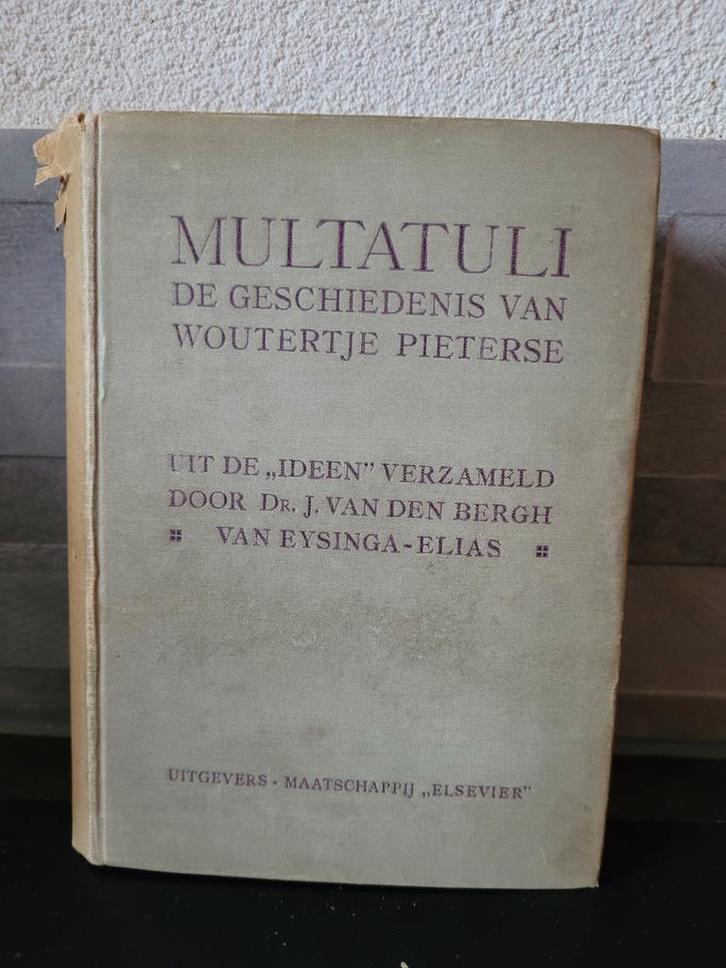 MULTATULI
DE GESCHIEDENIS VAN
WOUTERTJE PIETERSE
UIT DE „IDEEN” VERZAMELD
DOOR DR. J. VAN DEN BERGH
VAN EYSINGA-ELIAS
UITGEVERS-MAATSCHAPPIJ „ELSEVIER”